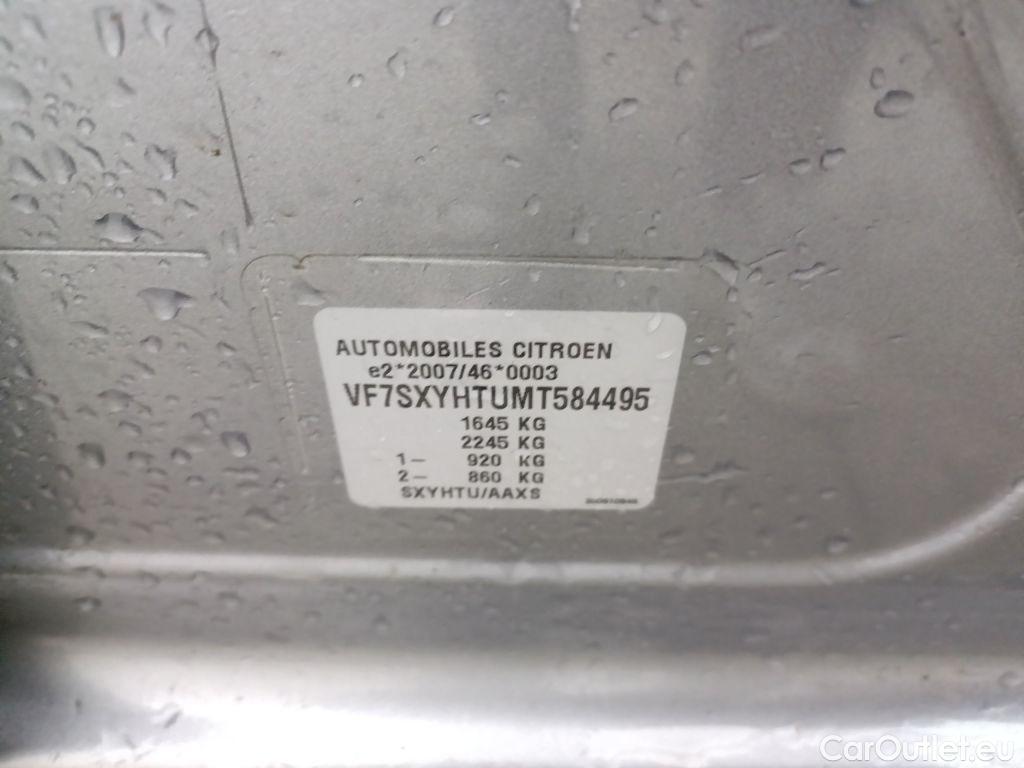 AUTOMOBILES CITROEN
e2*2007/46*0003
VF7SXYHTUMT584495
1645 KG
2245 KG
1– 920 KG
2– 860 KG
SXYHTU/AAXS
CarOutlet.eu